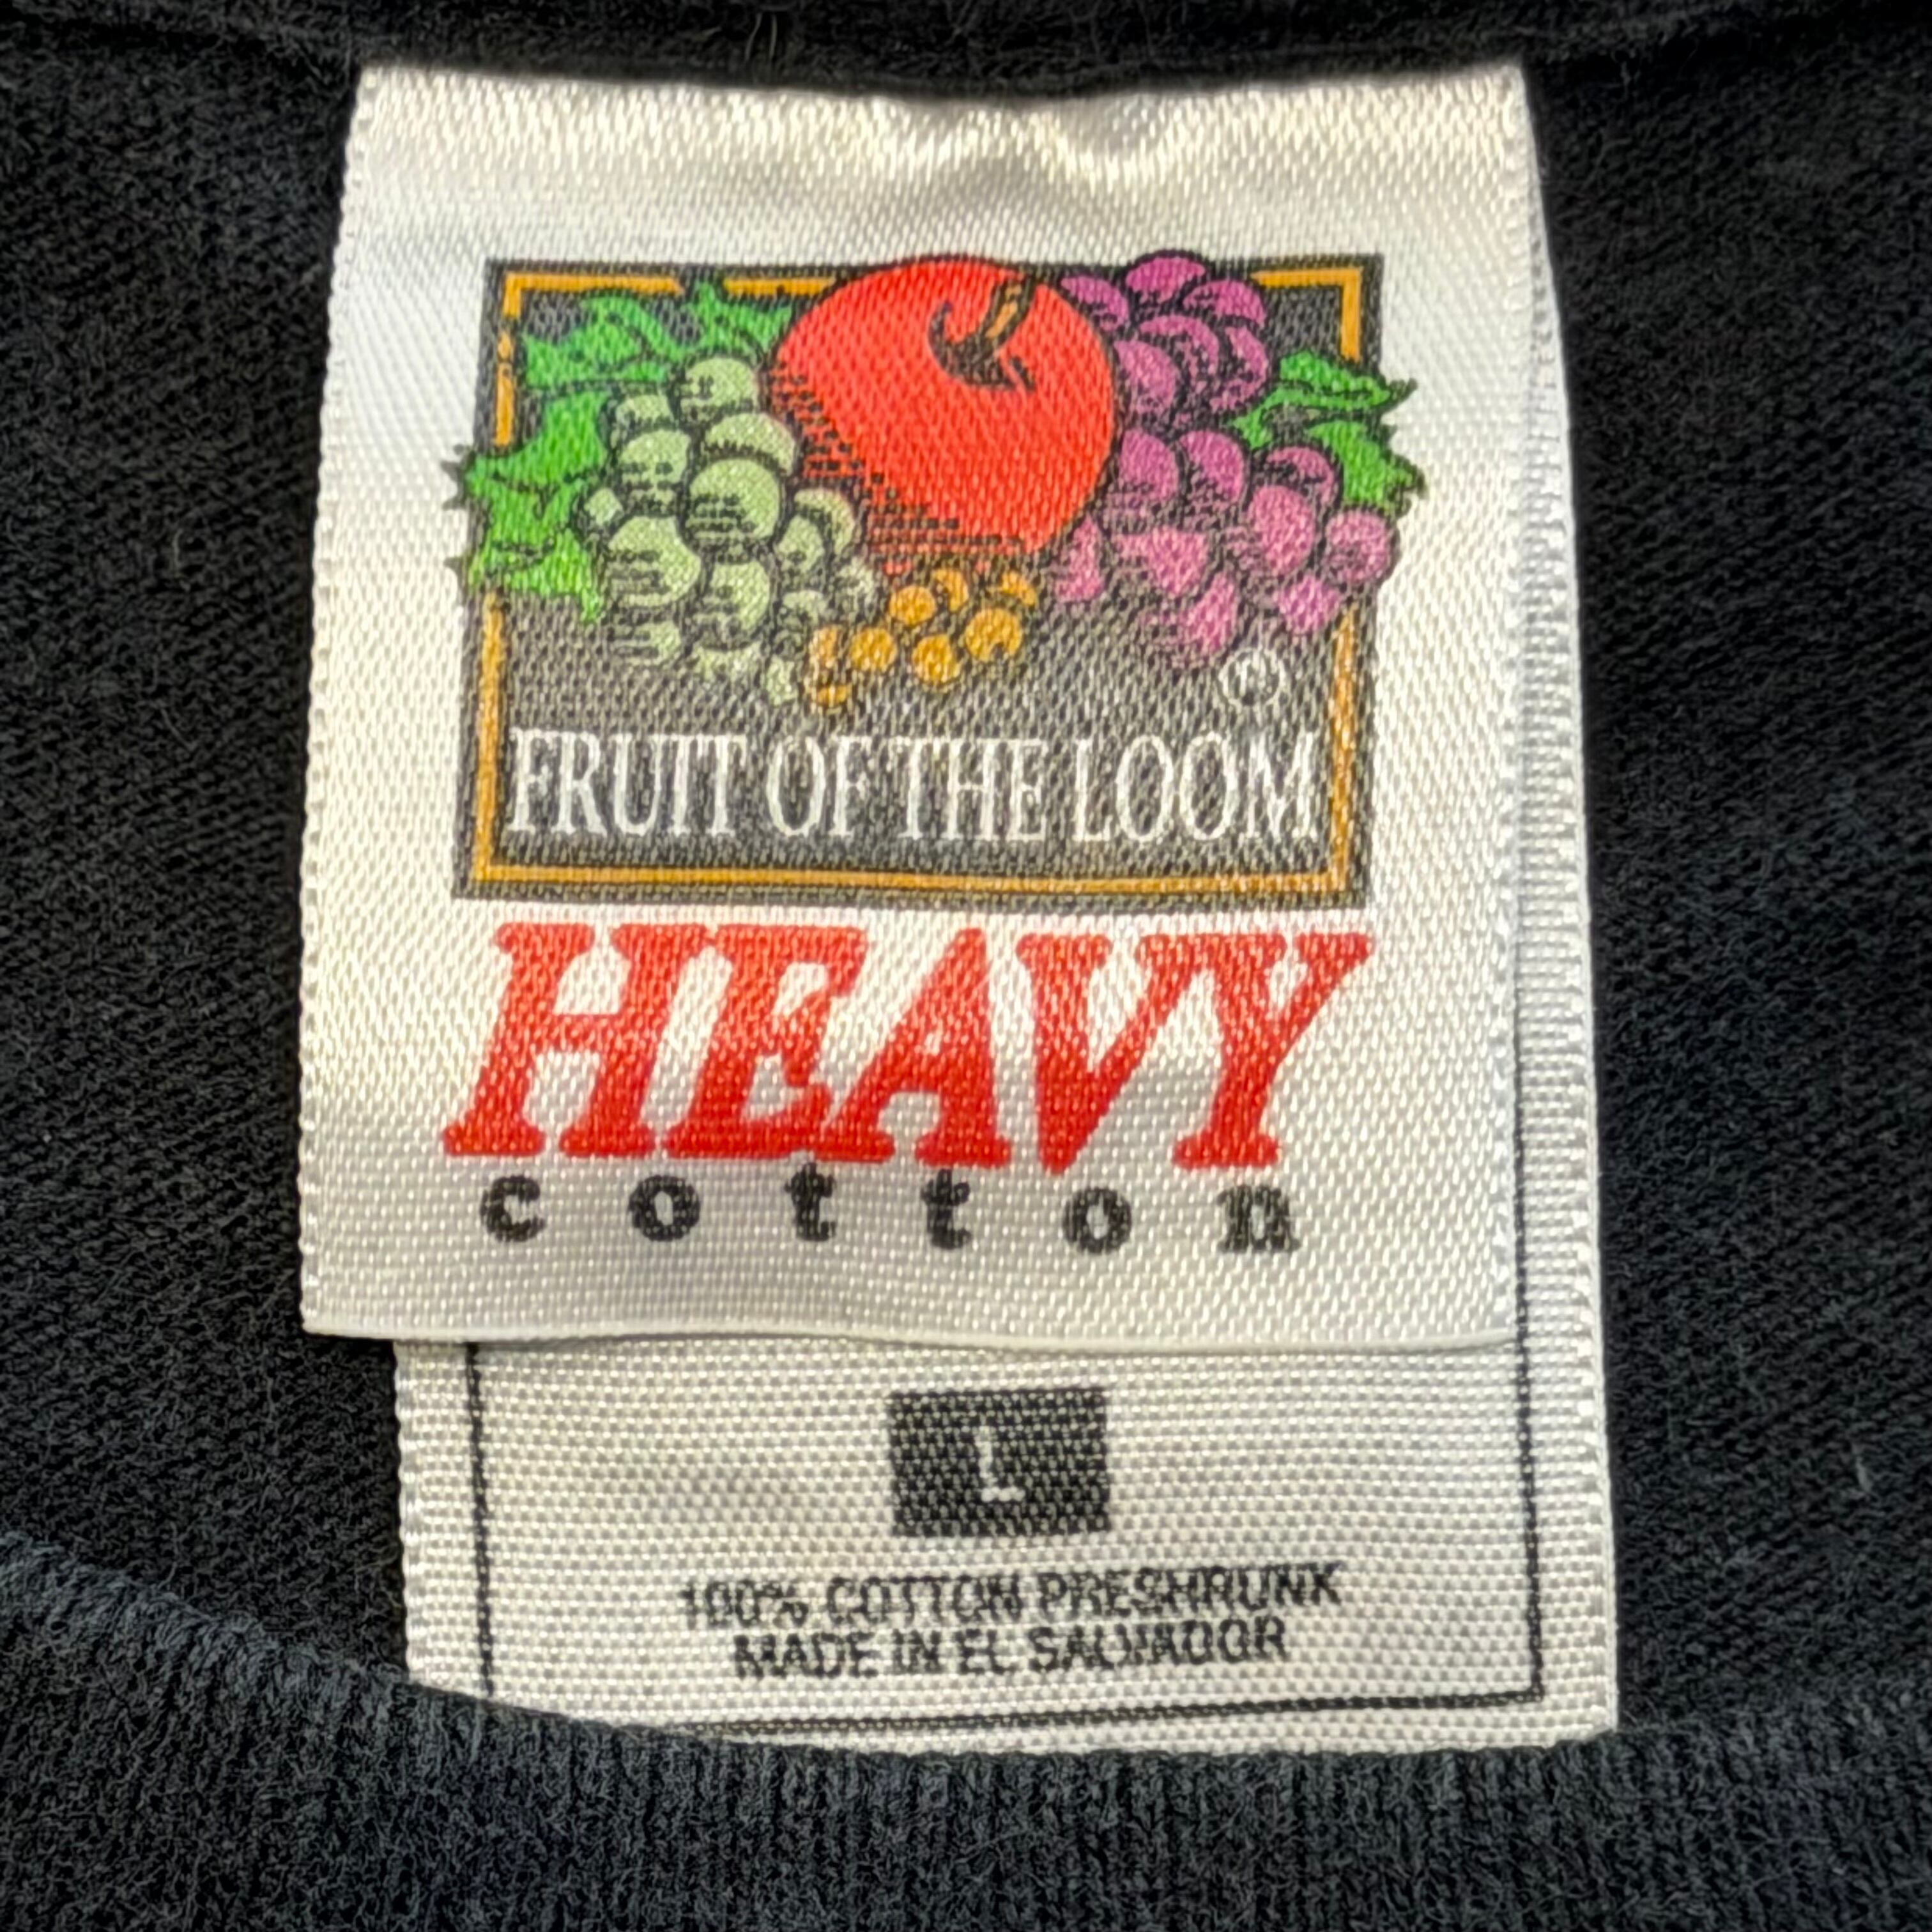 ®
FRUIT OF THE LOOM
HEAVY
cotton
L
100% COTTON PRESHRUNK
MADE IN EL SALVADOR